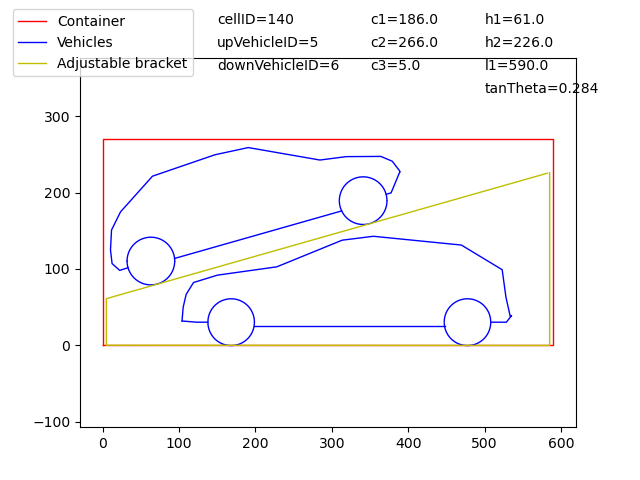 Container
Vehicles
Adjustable bracket
cellID=140
upVehicleID=5
downVehicleID=6
c1=186.0
c2=266.0
c3=5.0
h1=61.0
h2=226.0
l1=590.0
tanTheta=0.284
300
200
100
0
−100
0 100 200 300 400 500 600